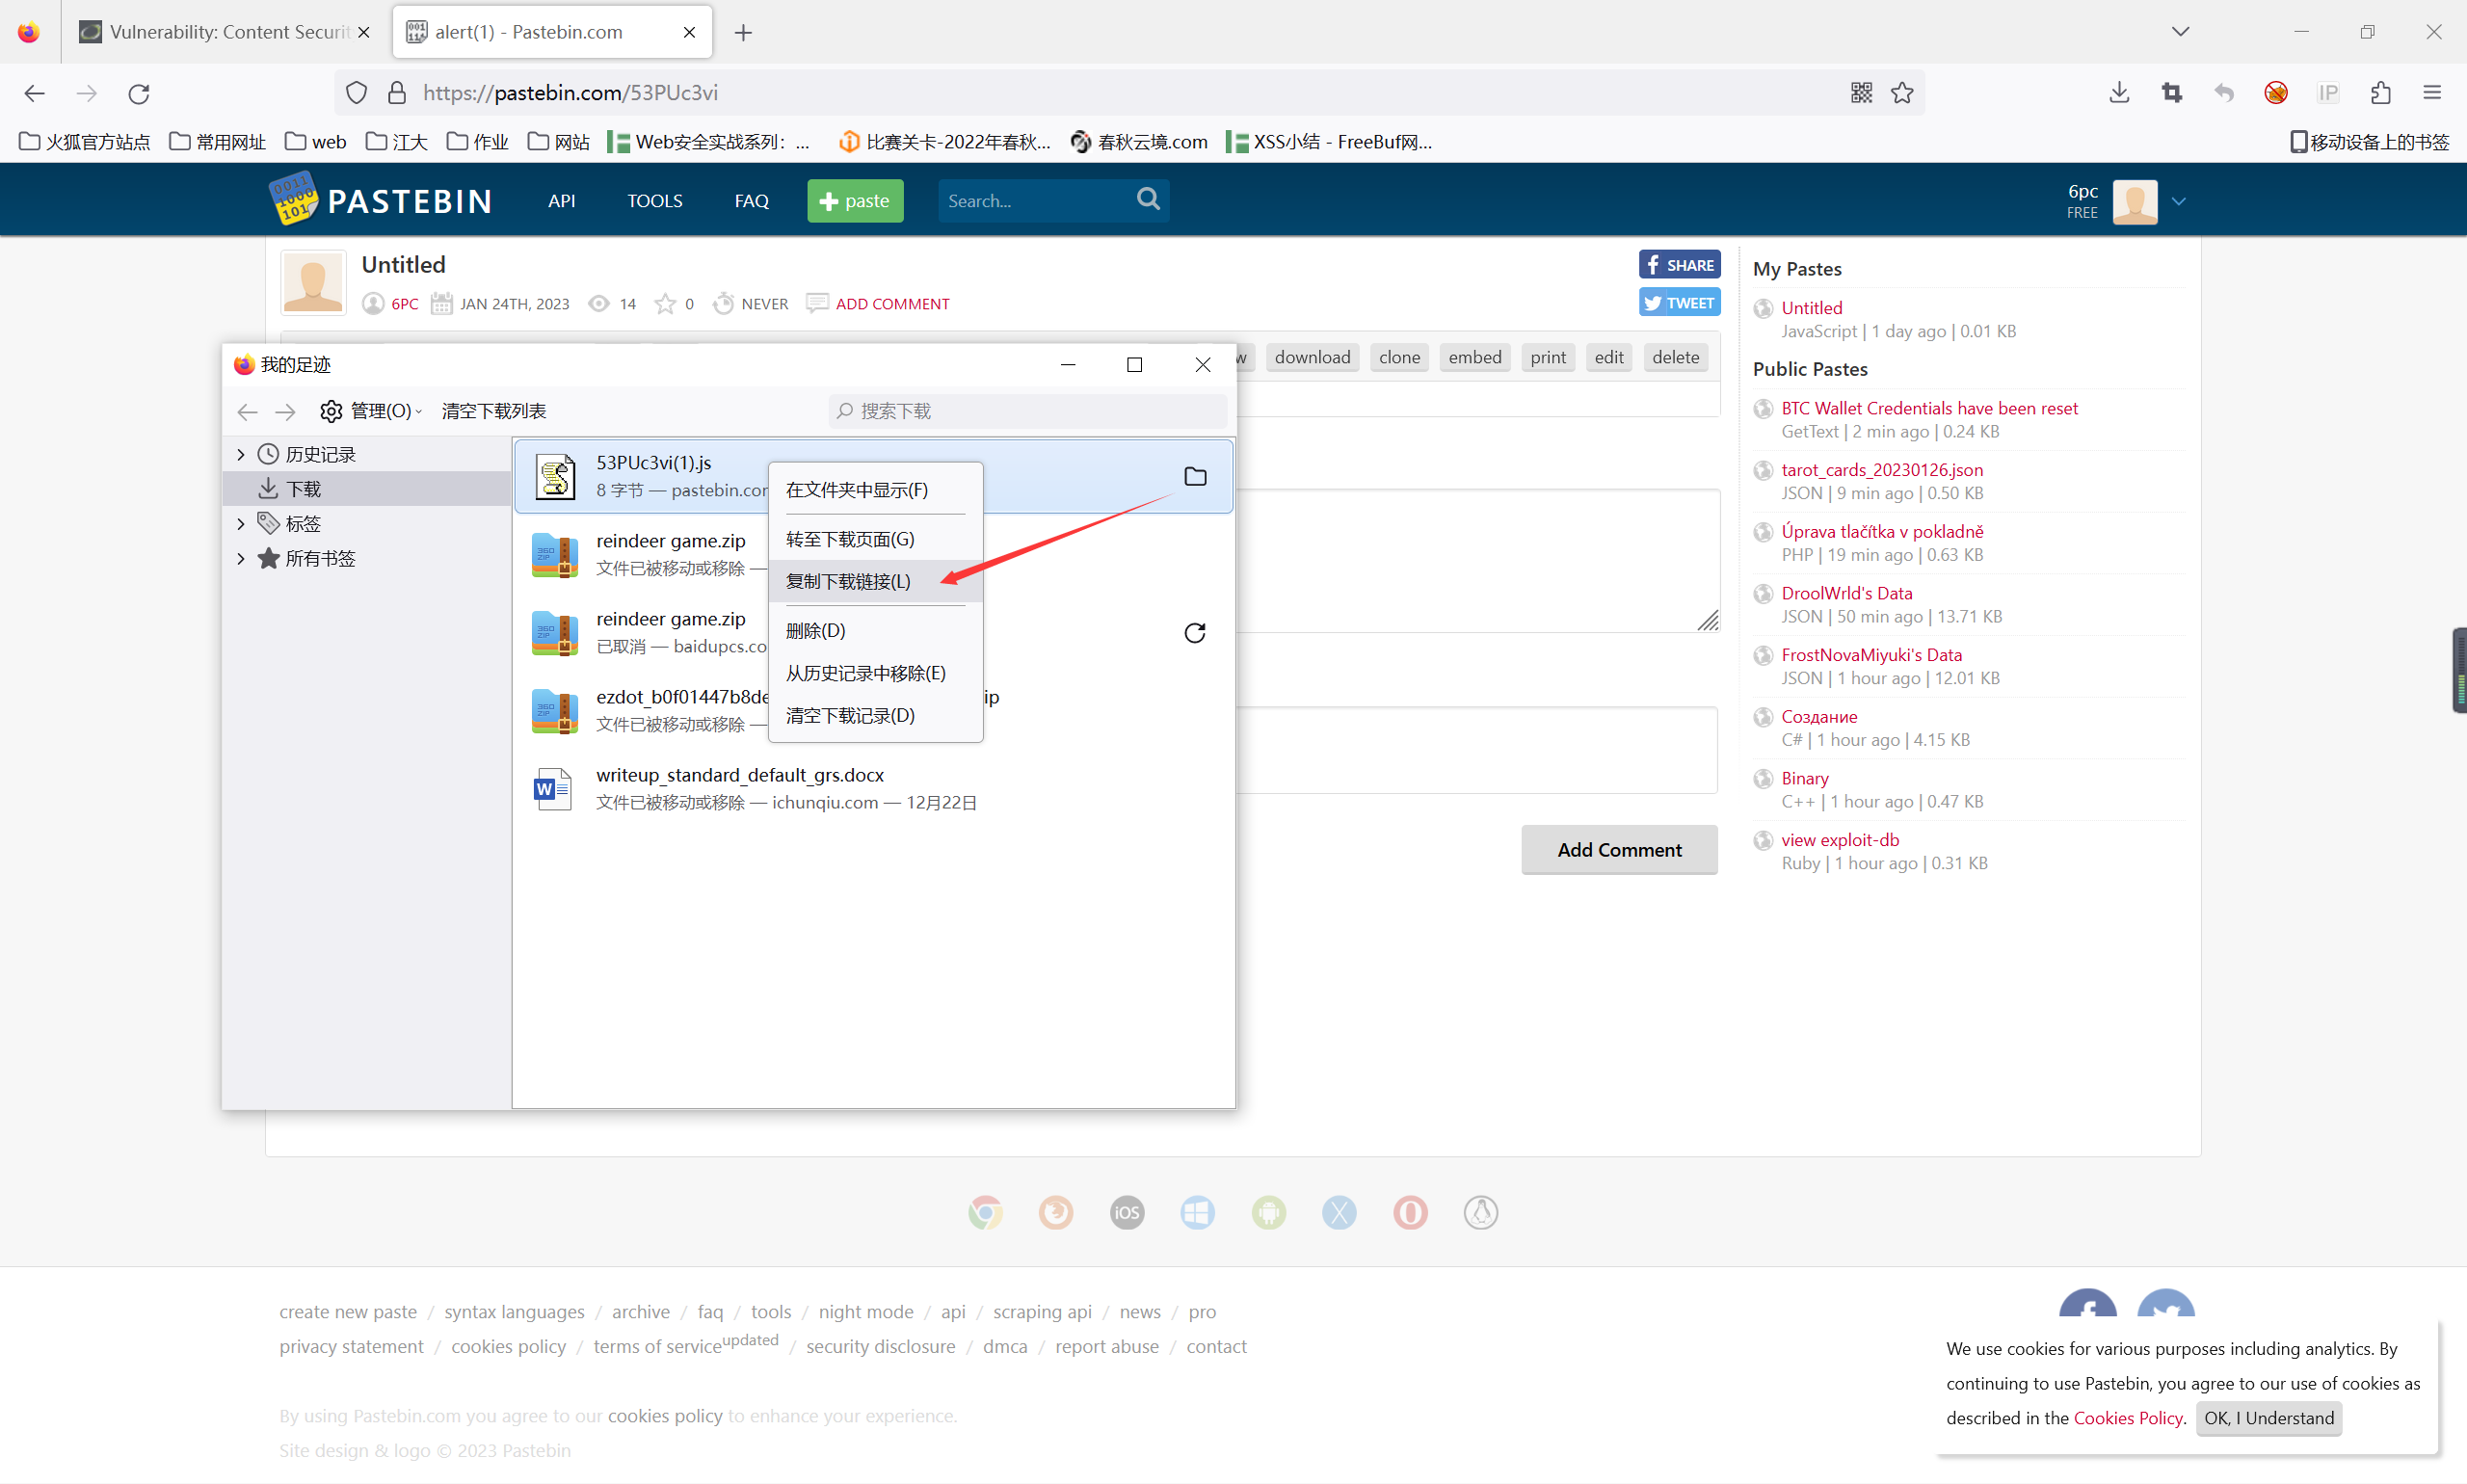 Vulnerability: Content Securit
alert(1) - Pastebin.com
https://pastebin.com/53PUc3vi
IP
火狐官方站点
常用网址
web
江大
作业
网站
Web安全实战系列: ...
比赛关卡-2022年春秋...
春秋云境.com
XSS小结 - FreeBuf网...
移动设备上的书签
PASTEBIN
API
TOOLS
FAQ
paste
Search...
6pc
FREE
Untitled
6PC
JAN 24TH, 2023
14
0
NEVER
ADD COMMENT
SHARE
TWEET
w
download
clone
embed
print
edit
delete
我的足迹
管理(O)
清空下载列表
搜索下载
历史记录
下载
标签
所有书签
53PUc3vi(1).js
8 字节 — pastebin.cor
reindeer game.zip
文件已被移动或移除 —
reindeer game.zip
已取消 — baidupcs.co
ezdot_b0f01447b8de
ip
文件已被移动或移除 —
writeup_standard_default_grs.docx
文件已被移动或移除 — ichunqiu.com — 12月22日
在文件夹中显示(F)
转至下载页面(G)
复制下载链接(L)
删除(D)
从历史记录中移除(E)
清空下载记录(D)
Add Comment
My Pastes
Untitled
JavaScript | 1 day ago | 0.01 KB
Public Pastes
BTC Wallet Credentials have been reset
GetText | 2 min ago | 0.24 KB
tarot_cards_20230126.json
JSON | 9 min ago | 0.50 KB
Úprava tlačítka v pokladně
PHP | 19 min ago | 0.63 KB
DroolWrld's Data
JSON | 50 min ago | 13.71 KB
FrostNovaMiyuki's Data
JSON | 1 hour ago | 12.01 KB
Создание
C# | 1 hour ago | 4.15 KB
Binary
C++ | 1 hour ago | 0.47 KB
view exploit-db
Ruby | 1 hour ago | 0.31 KB
iOS
create new paste / syntax languages / archive / faq / tools / night mode / api / scraping api / news / pro
privacy statement / cookies policy / terms of service updated / security disclosure / dmca / report abuse / contact
By using Pastebin.com you agree to our cookies policy to enhance your experience.
Site design & logo © 2023 Pastebin
We use cookies for various purposes including analytics. By
continuing to use Pastebin, you agree to our use of cookies as
described in the Cookies Policy. OK, I Understand